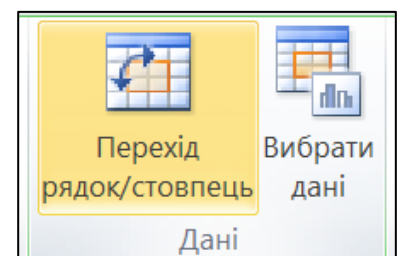 Перехід
рядок/стовпець
Вибрати
дані
Дані